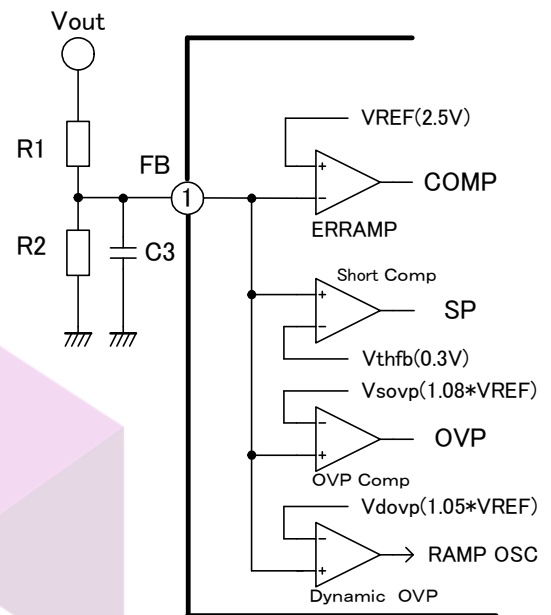 Vout
R1
FB
1
R2
C3
VREF(2.5V)
+
-
COMP
ERRAMP
Short Comp
+
-
SP
Vthfb(0.3V)
Vsovp(1.08*VREF)
-
+
OVP
OVP Comp
Vdovp(1.05*VREF)
-
+
RAMP OSC
Dynamic OVP